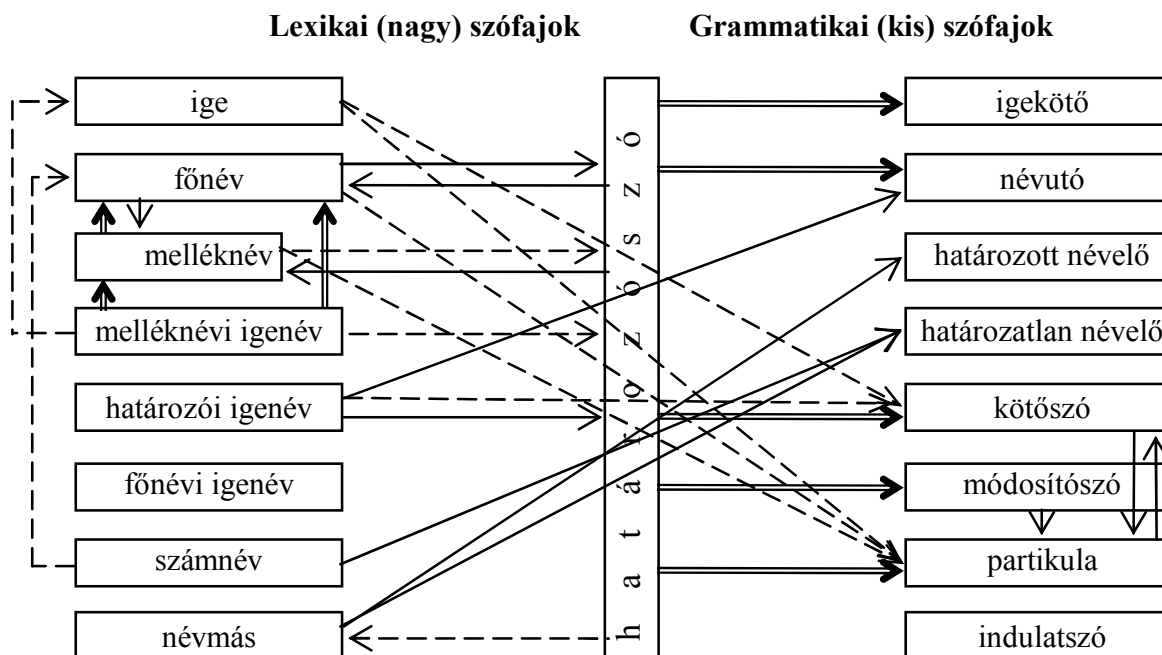 Lexikai (nagy) szófajok
Grammatikai (kis) szófajok
ige
főnév
melléknév
melléknévi igenév
határozói igenév
főnévi igenév
számnév
névmás
határozószó
igekötő
névutó
határozott névelő
határozatlan névelő
kötőszó
módosítószó
partikula
indulatszó